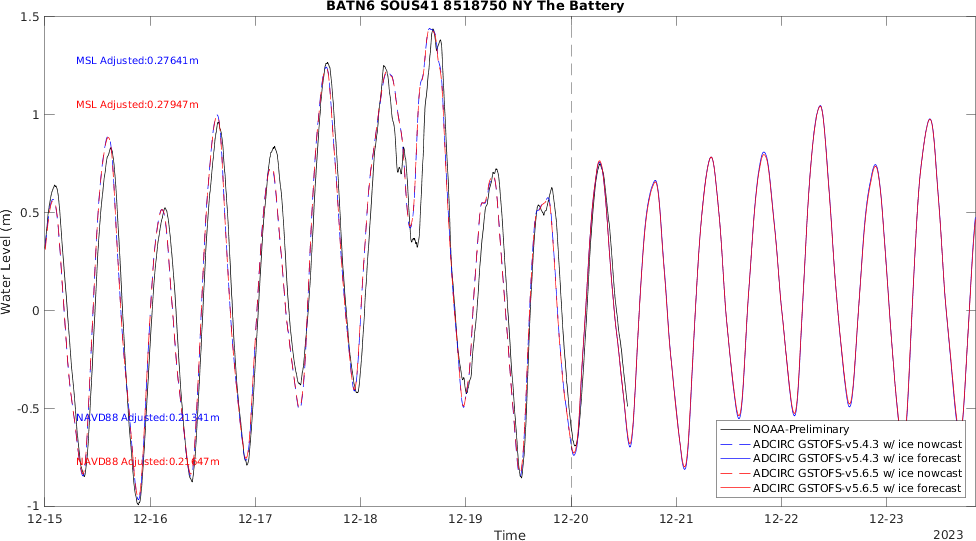 BATN6 SOUS41 8518750 NY The Battery
1.5
MSL Adjusted:0.27641m
MSL Adjusted:0.27947m
1
0.5
Water Level (m)
0
-0.5
NAVD88 Adjusted:0.21341m
NAVD88 Adjusted:0.21647m
-1
NOAA-Preliminary
ADCIRC GSTOFS-v5.4.3 w/ ice nowcast
ADCIRC GSTOFS-v5.4.3 w/ ice forecast
ADCIRC GSTOFS-v5.6.5 w/ ice nowcast
ADCIRC GSTOFS-v5.6.5 w/ ice forecast
12-15 12-16 12-17 12-18 12-19 12-20 12-21 12-22 12-23
Time
2023